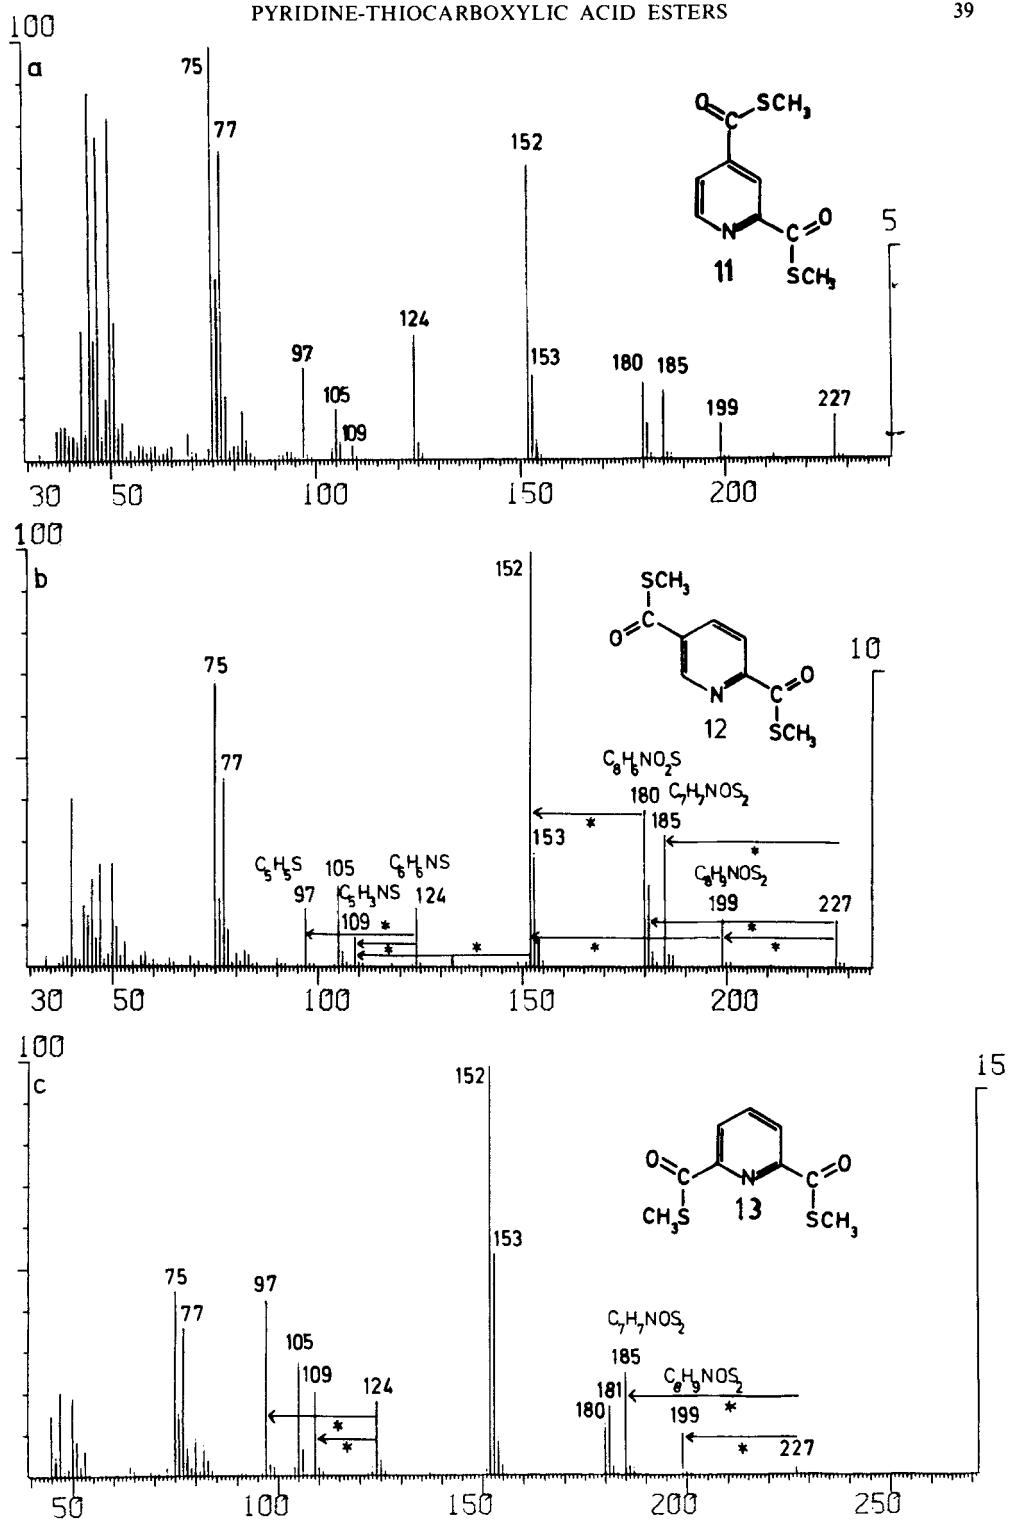 PYRIDINE-THIOCARBOXYLIC ACID ESTERS 39
100
a
75
77
152
O C SCH3
N C O
SCH3
11
5
124
97
105
109
153
180
185
199
227
30 50 100 150 200
100
b
152
SCH3
O C
N C O
SCH3
12
10
75
77
C8H6NO2S
180
C7H7NOS2
185
*
*
153
C5H5S
97
105
C5H3NS
109
C6H6NS
124
C8H9NOS2
199
227
*
*
*
*
*
*
30 50 100 150 200
100
c
152
153
15
O C
CH3S
N
13
C O
SCH3
75
77
97
105
109
124
*
*
C7H7NOS2
185
181
180
C8H9NOS2
199
*
*
227
50 100 150 200 250